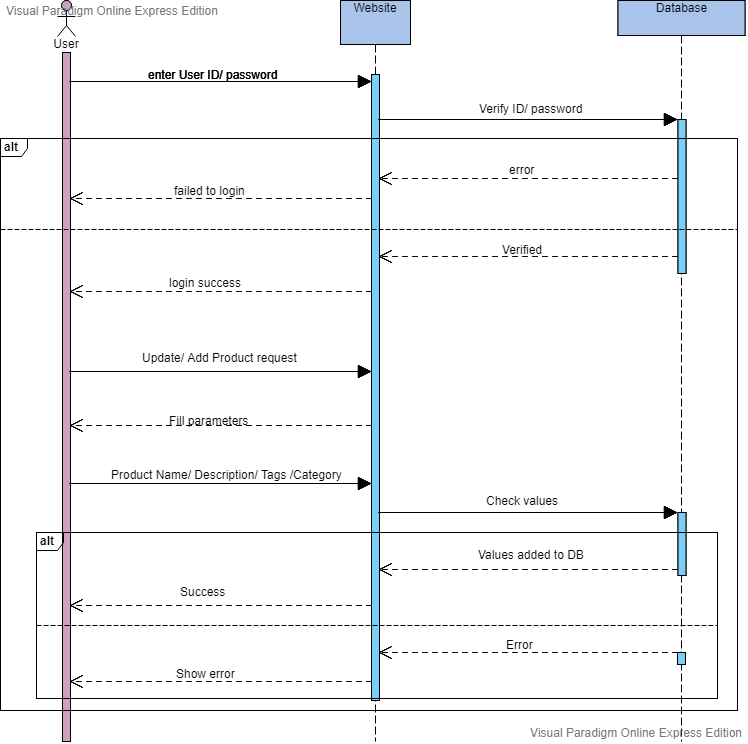 Visual Paradigm Online Express Edition
Website
Database
User
enter User ID/ password
Verify ID/ password
alt
error
failed to login
Verified
login success
Update/ Add Product request
Fill parameters
Product Name/ Description/ Tags /Category
Check values
alt
Values added to DB
Success
Error
Show error
Visual Paradigm Online Express Edition